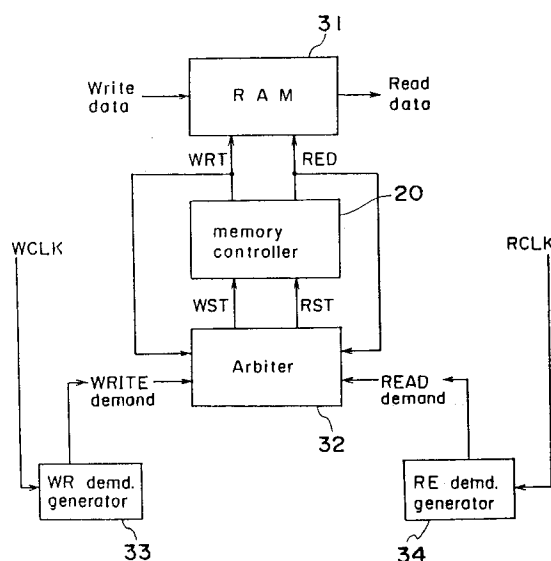 31
Write
data
R A M
Read
data
WRT
RED
20
memory
controller
WCLK
RCLK
WST
RST
Arbiter
WRITE
demand
READ
demand
32
WR demd.
generator
RE demd.
generator
33
34